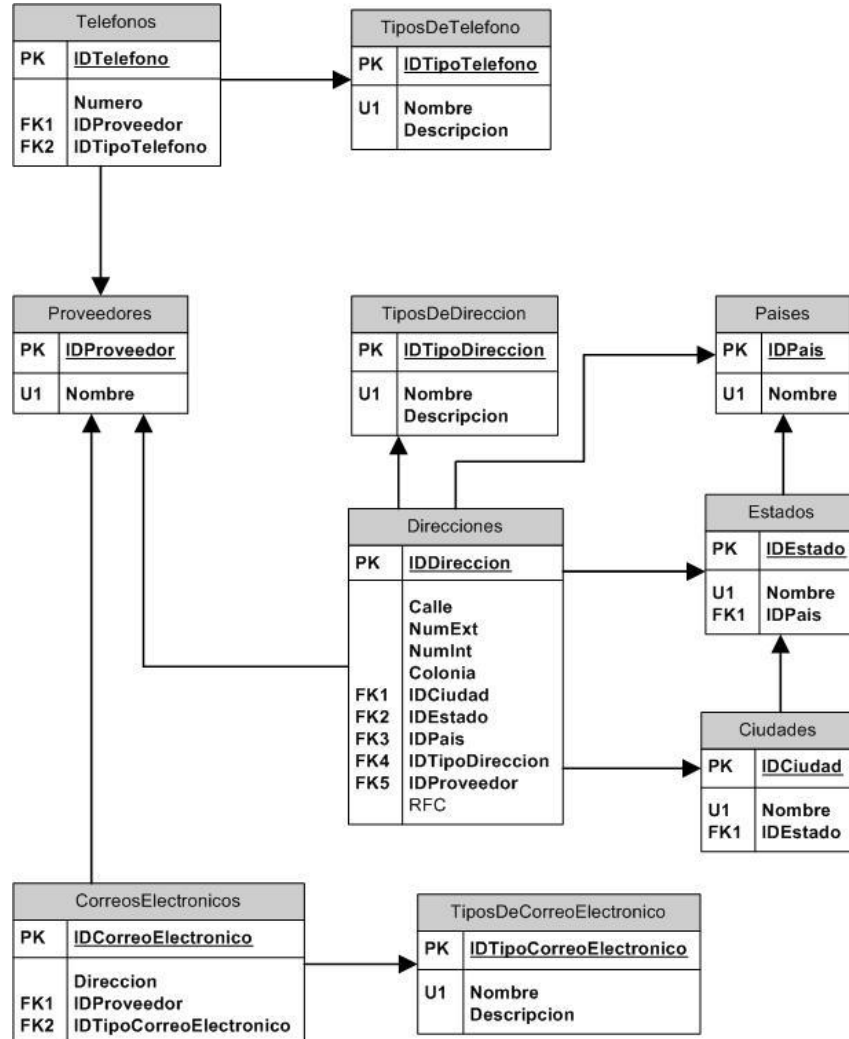 Telefonos
PK IDTelefono
Numero
FK1 IDProveedor
FK2 IDTipoTelefono
TiposDeTelefono
PK IDTipoTelefono
U1 Nombre
Descripcion
Proveedores
PK IDProveedor
U1 Nombre
TiposDeDireccion
PK IDTipoDireccion
U1 Nombre
Descripcion
Paises
PK IDPais
U1 Nombre
Direcciones
PK IDDireccion
Calle
NumExt
NumInt
Colonia
FK1 IDCiudad
FK2 IDEstado
FK3 IDPais
FK4 IDTipoDireccion
FK5 IDProveedor
RFC
Estados
PK IDEstado
U1 Nombre
FK1 IDPais
Ciudades
PK IDCiudad
U1 Nombre
FK1 IDEstado
CorreosElectronicos
PK IDCorreoElectronico
Direccion
FK1 IDProveedor
FK2 IDTipoCorreoElectronico
TiposDeCorreoElectronico
PK IDTipoCorreoElectronico
U1 Nombre
Descripcion